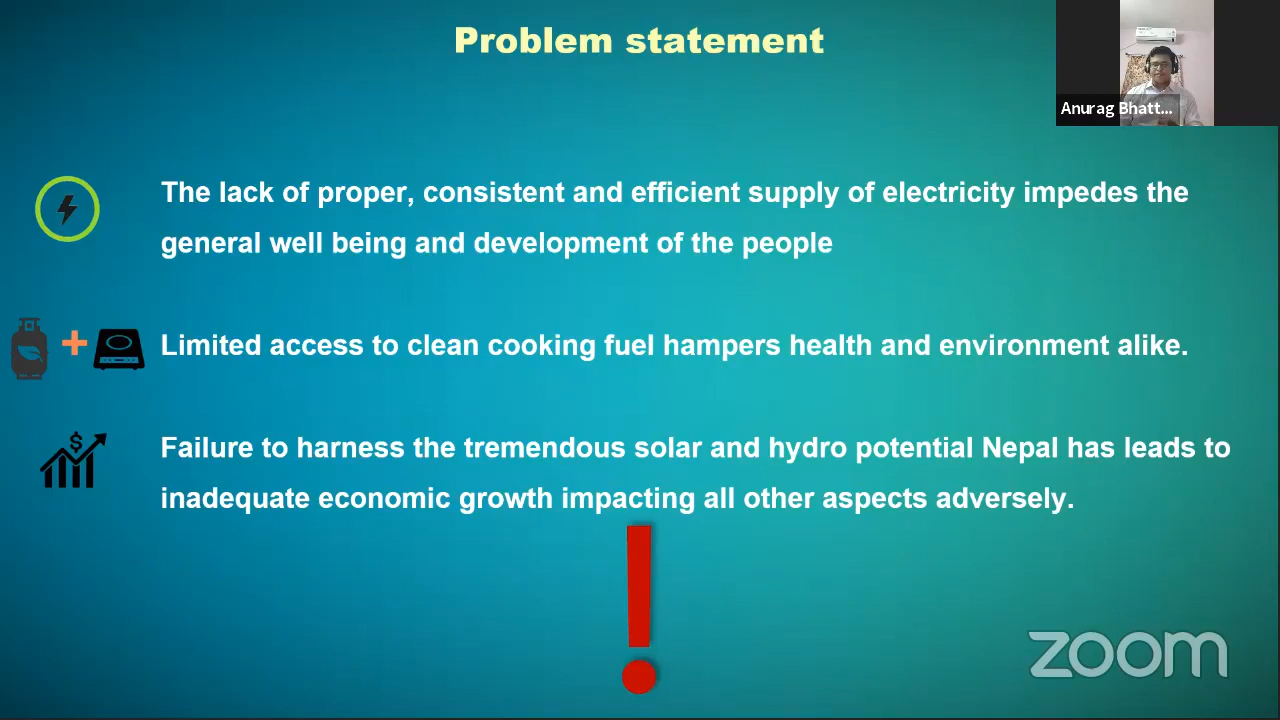 Problem statement
Anurag Bhatt...
The lack of proper, consistent and efficient supply of electricity impedes the
general well being and development of the people
Limited access to clean cooking fuel hampers health and environment alike.
Failure to harness the tremendous solar and hydro potential Nepal has leads to
inadequate economic growth impacting all other aspects adversely.
zoom